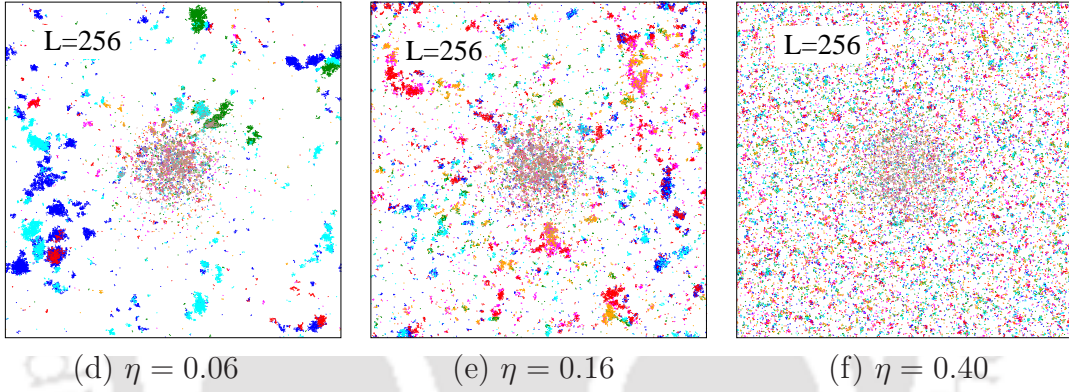 L=256
L=256
L=256
(d) η = 0.06
(e) η = 0.16
(f) η = 0.40